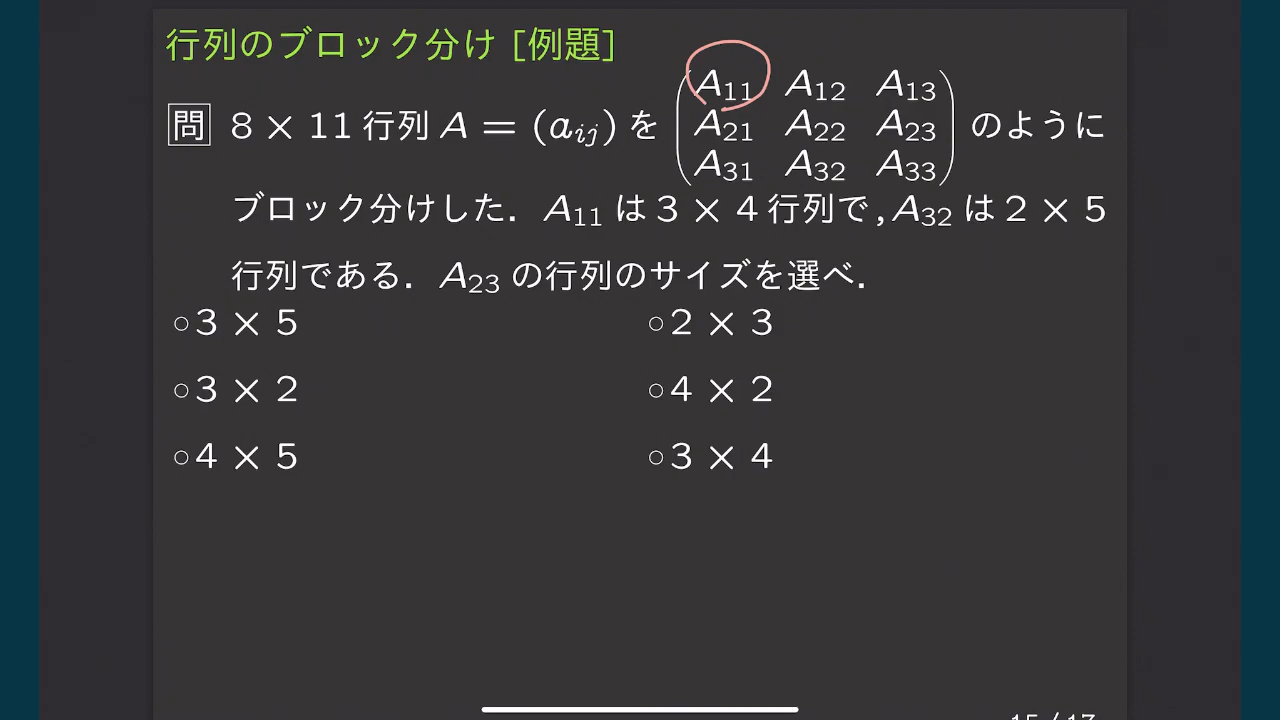 行列のブロック分け [例題]
問 8 × 11 行列 A = (aij) を (A11 A12 A13
A21 A22 A23
A31 A32 A33) のように
ブロック分けした. A11 は 3 × 4 行列で, A32 は 2 × 5
行列である. A23 の行列のサイズを選べ.
○3 × 5 ○2 × 3
○3 × 2 ○4 × 2
○4 × 5 ○3 × 4
15 / 17